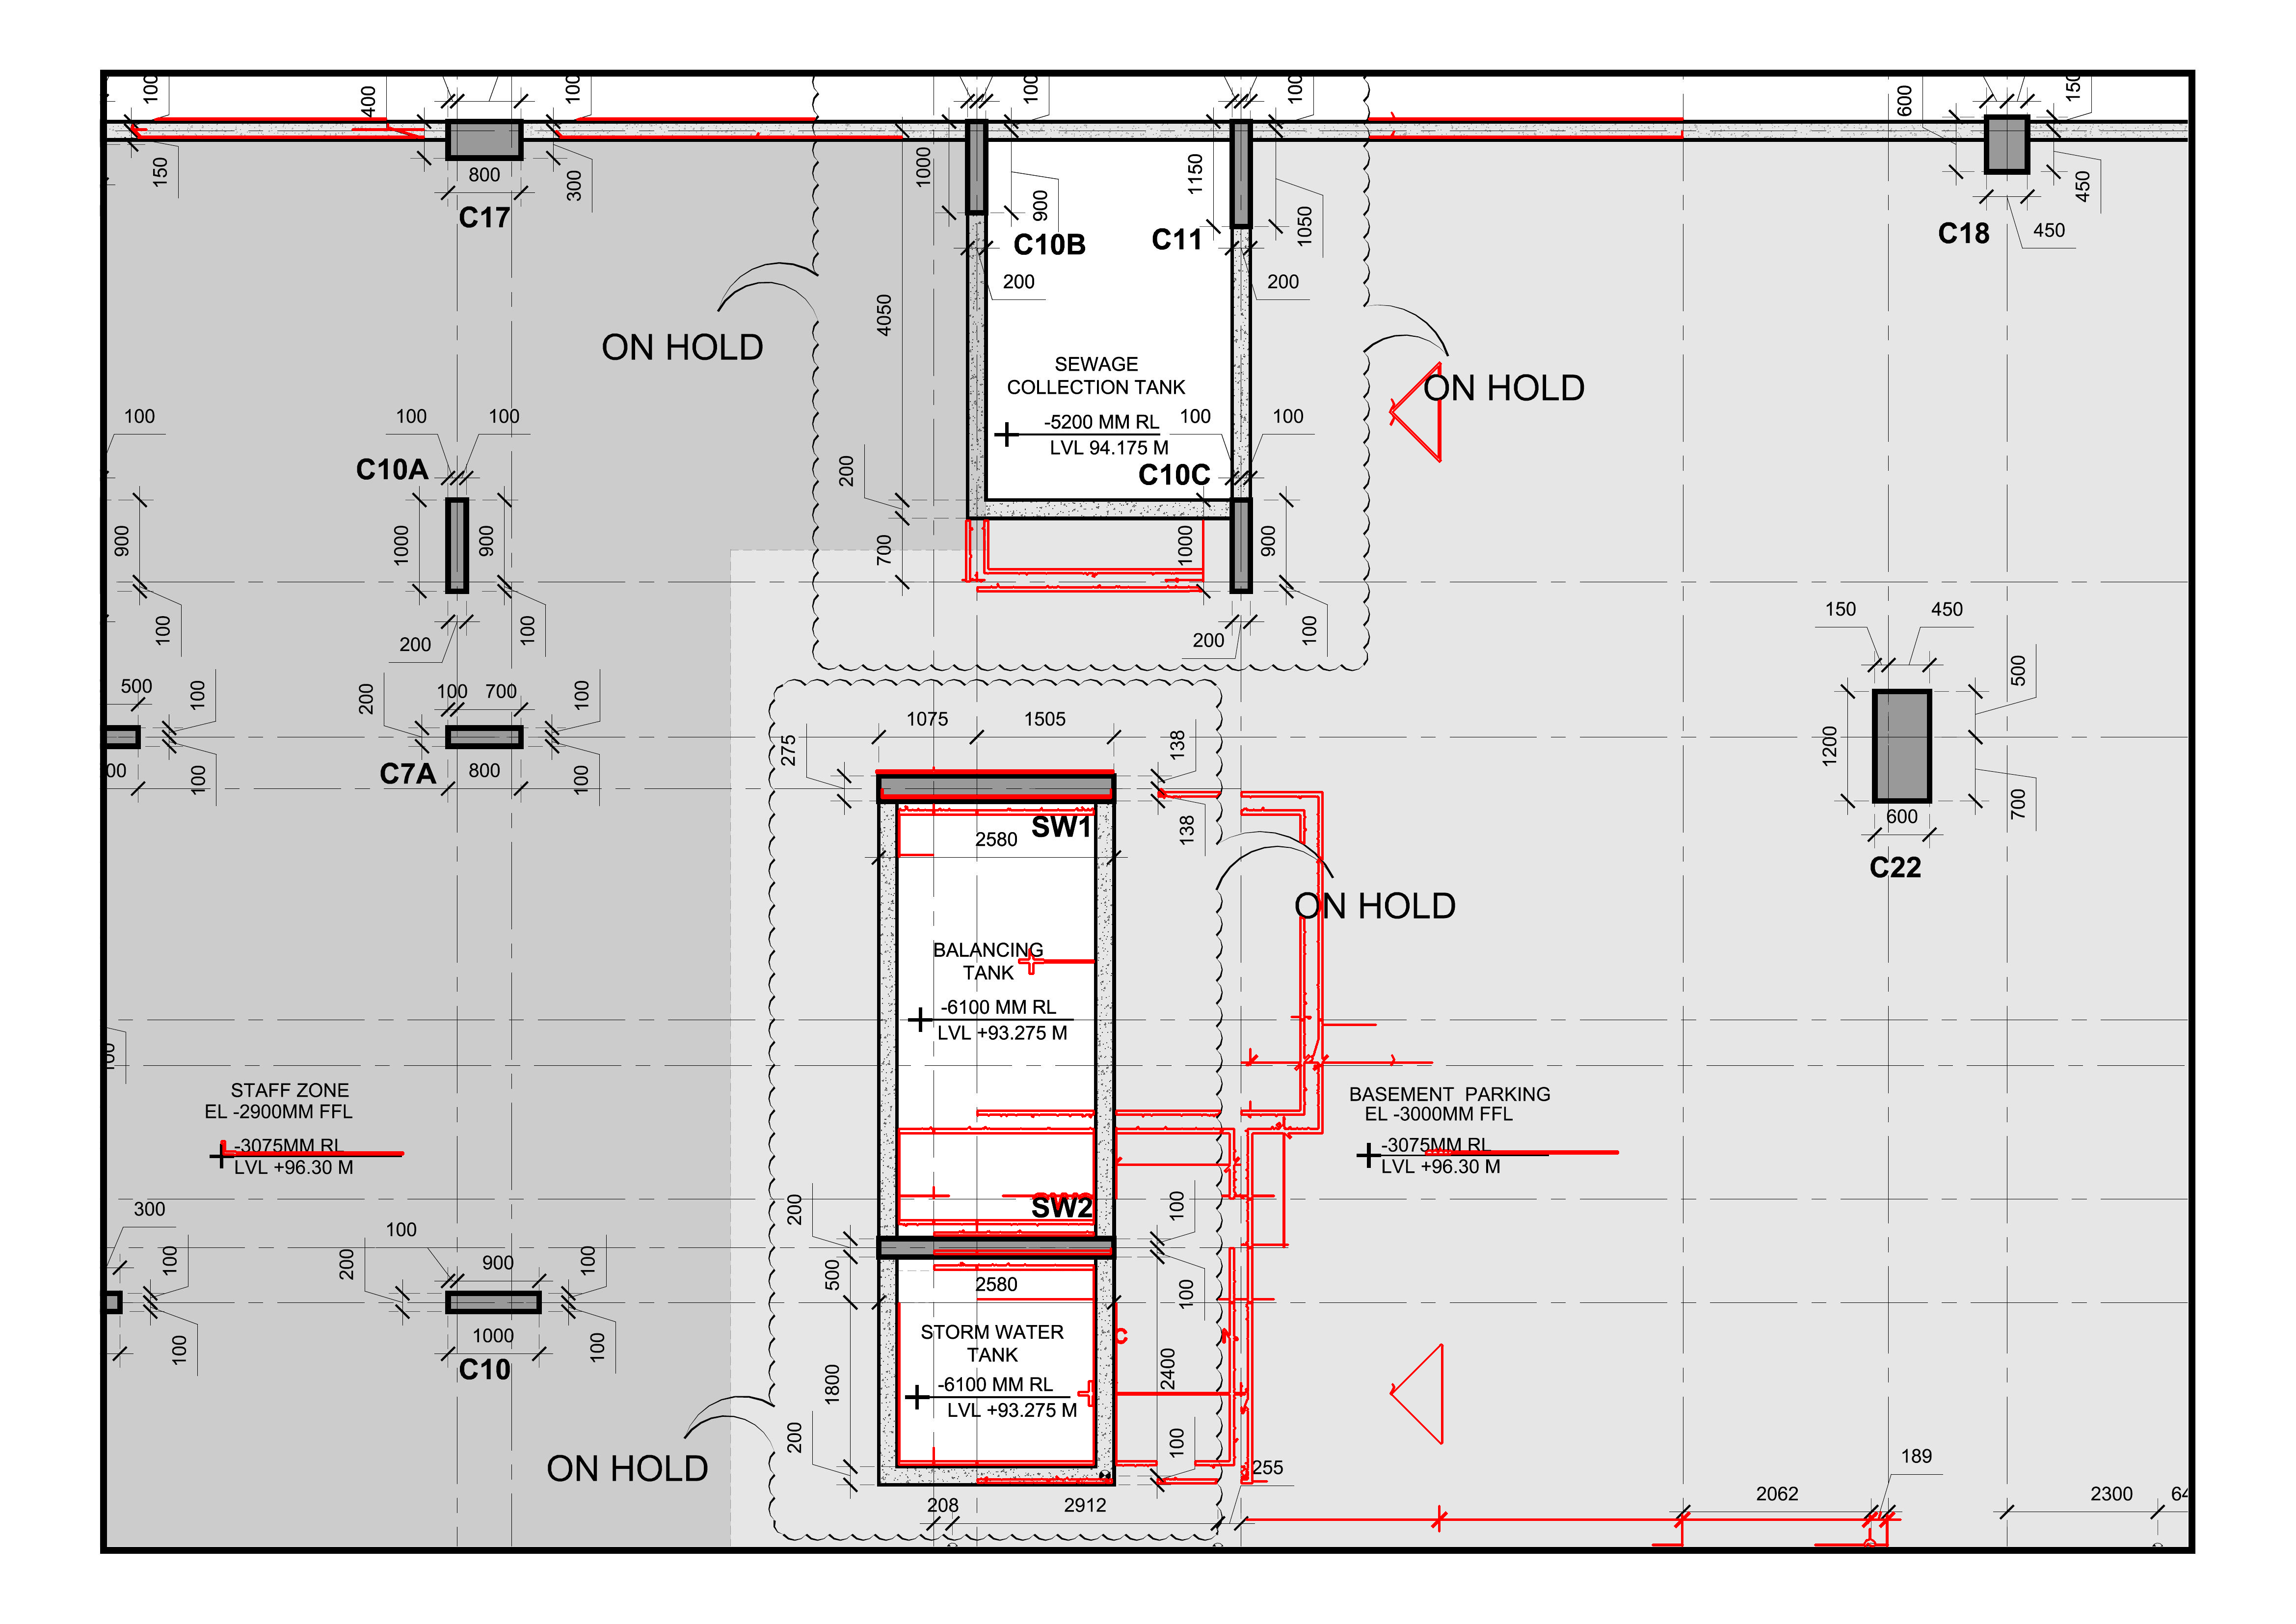 100
400
100
100
100
600
150
150
800
300
1000
900
1150
1050
450
450
C17
C10B
C11
C18
200
200
4050
ON HOLD
ON HOLD
SEWAGE
COLLECTION TANK
-5200 MM RL
LVL 94.175 M
100
100
100
100
100
C10A
C10C
200
900
1000
900
700
1000
900
100
100
100
200
200
150
450
500
100
200
100
700
100
500
1200
700
600
C22
00
100
C7A
800
100
1075
1505
275
138
138
SW1
2580
ON HOLD
BALANCING
TANK
-6100 MM RL
LVL +93.275 M
STAFF ZONE
EL -2900MM FFL
-3075MM RL
LVL +96.30 M
BASEMENT  PARKING
EL -3000MM FFL
-3075MM RL
LVL +96.30 M
SW2
200
100
300
100
100
200
900
100
500
2580
100
100
1000
100
C10
STORM WATER
TANK
-6100 MM RL
LVL +93.275 M
1800
2400
200
100
ON HOLD
208
2912
255
189
2062
2300
64